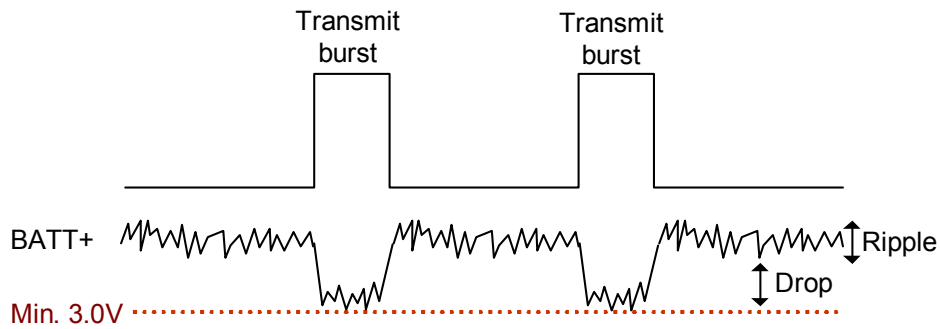 Transmit
burst
Transmit
burst
BATT+
Ripple
Drop
Min. 3.0V